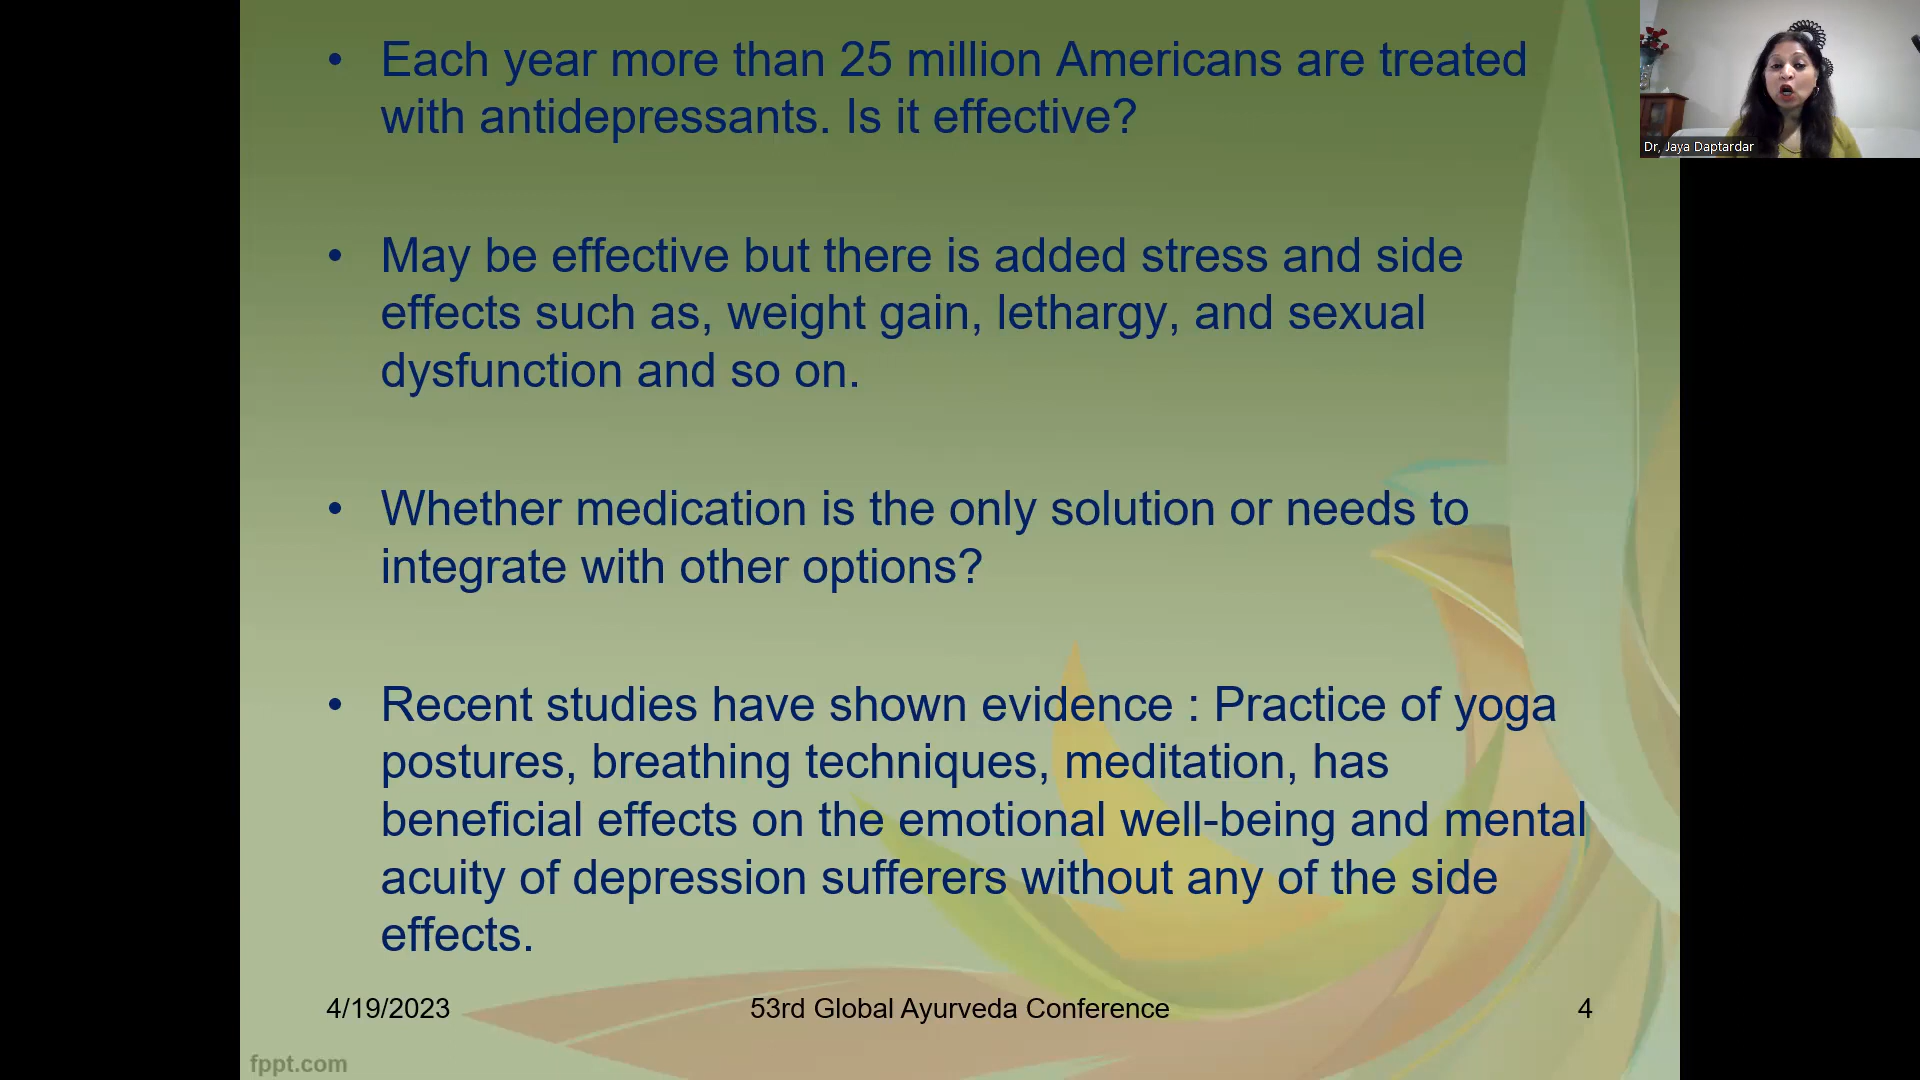 • Each year more than 25 million Americans are treated
with antidepressants. Is it effective?
• May be effective but there is added stress and side
effects such as, weight gain, lethargy, and sexual
dysfunction and so on.
• Whether medication is the only solution or needs to
integrate with other options?
• Recent studies have shown evidence : Practice of yoga
postures, breathing techniques, meditation, has
beneficial effects on the emotional well-being and mental
acuity of depression sufferers without any of the side
effects.
4/19/2023
53rd Global Ayurveda Conference
4
fppt.com
Dr, Jaya Daptardar